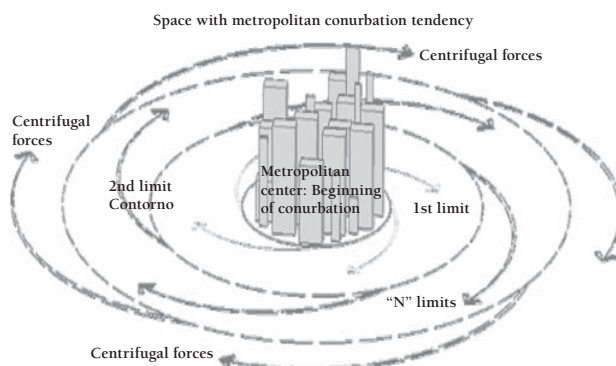 Space with metropolitan conurbation tendency
Centrifugal forces
Centrifugal
forces
Metropolitan
center: Beginning
of conurbation
2nd limit
Contorno
1st limit
“N” limits
Centrifugal forces